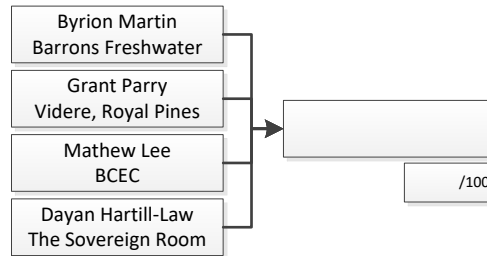 Byrion Martin
Barrons Freshwater
Grant Parry
Videre, Royal Pines
Mathew Lee
BCEC
Dayan Hartill-Law
The Sovereign Room
/100